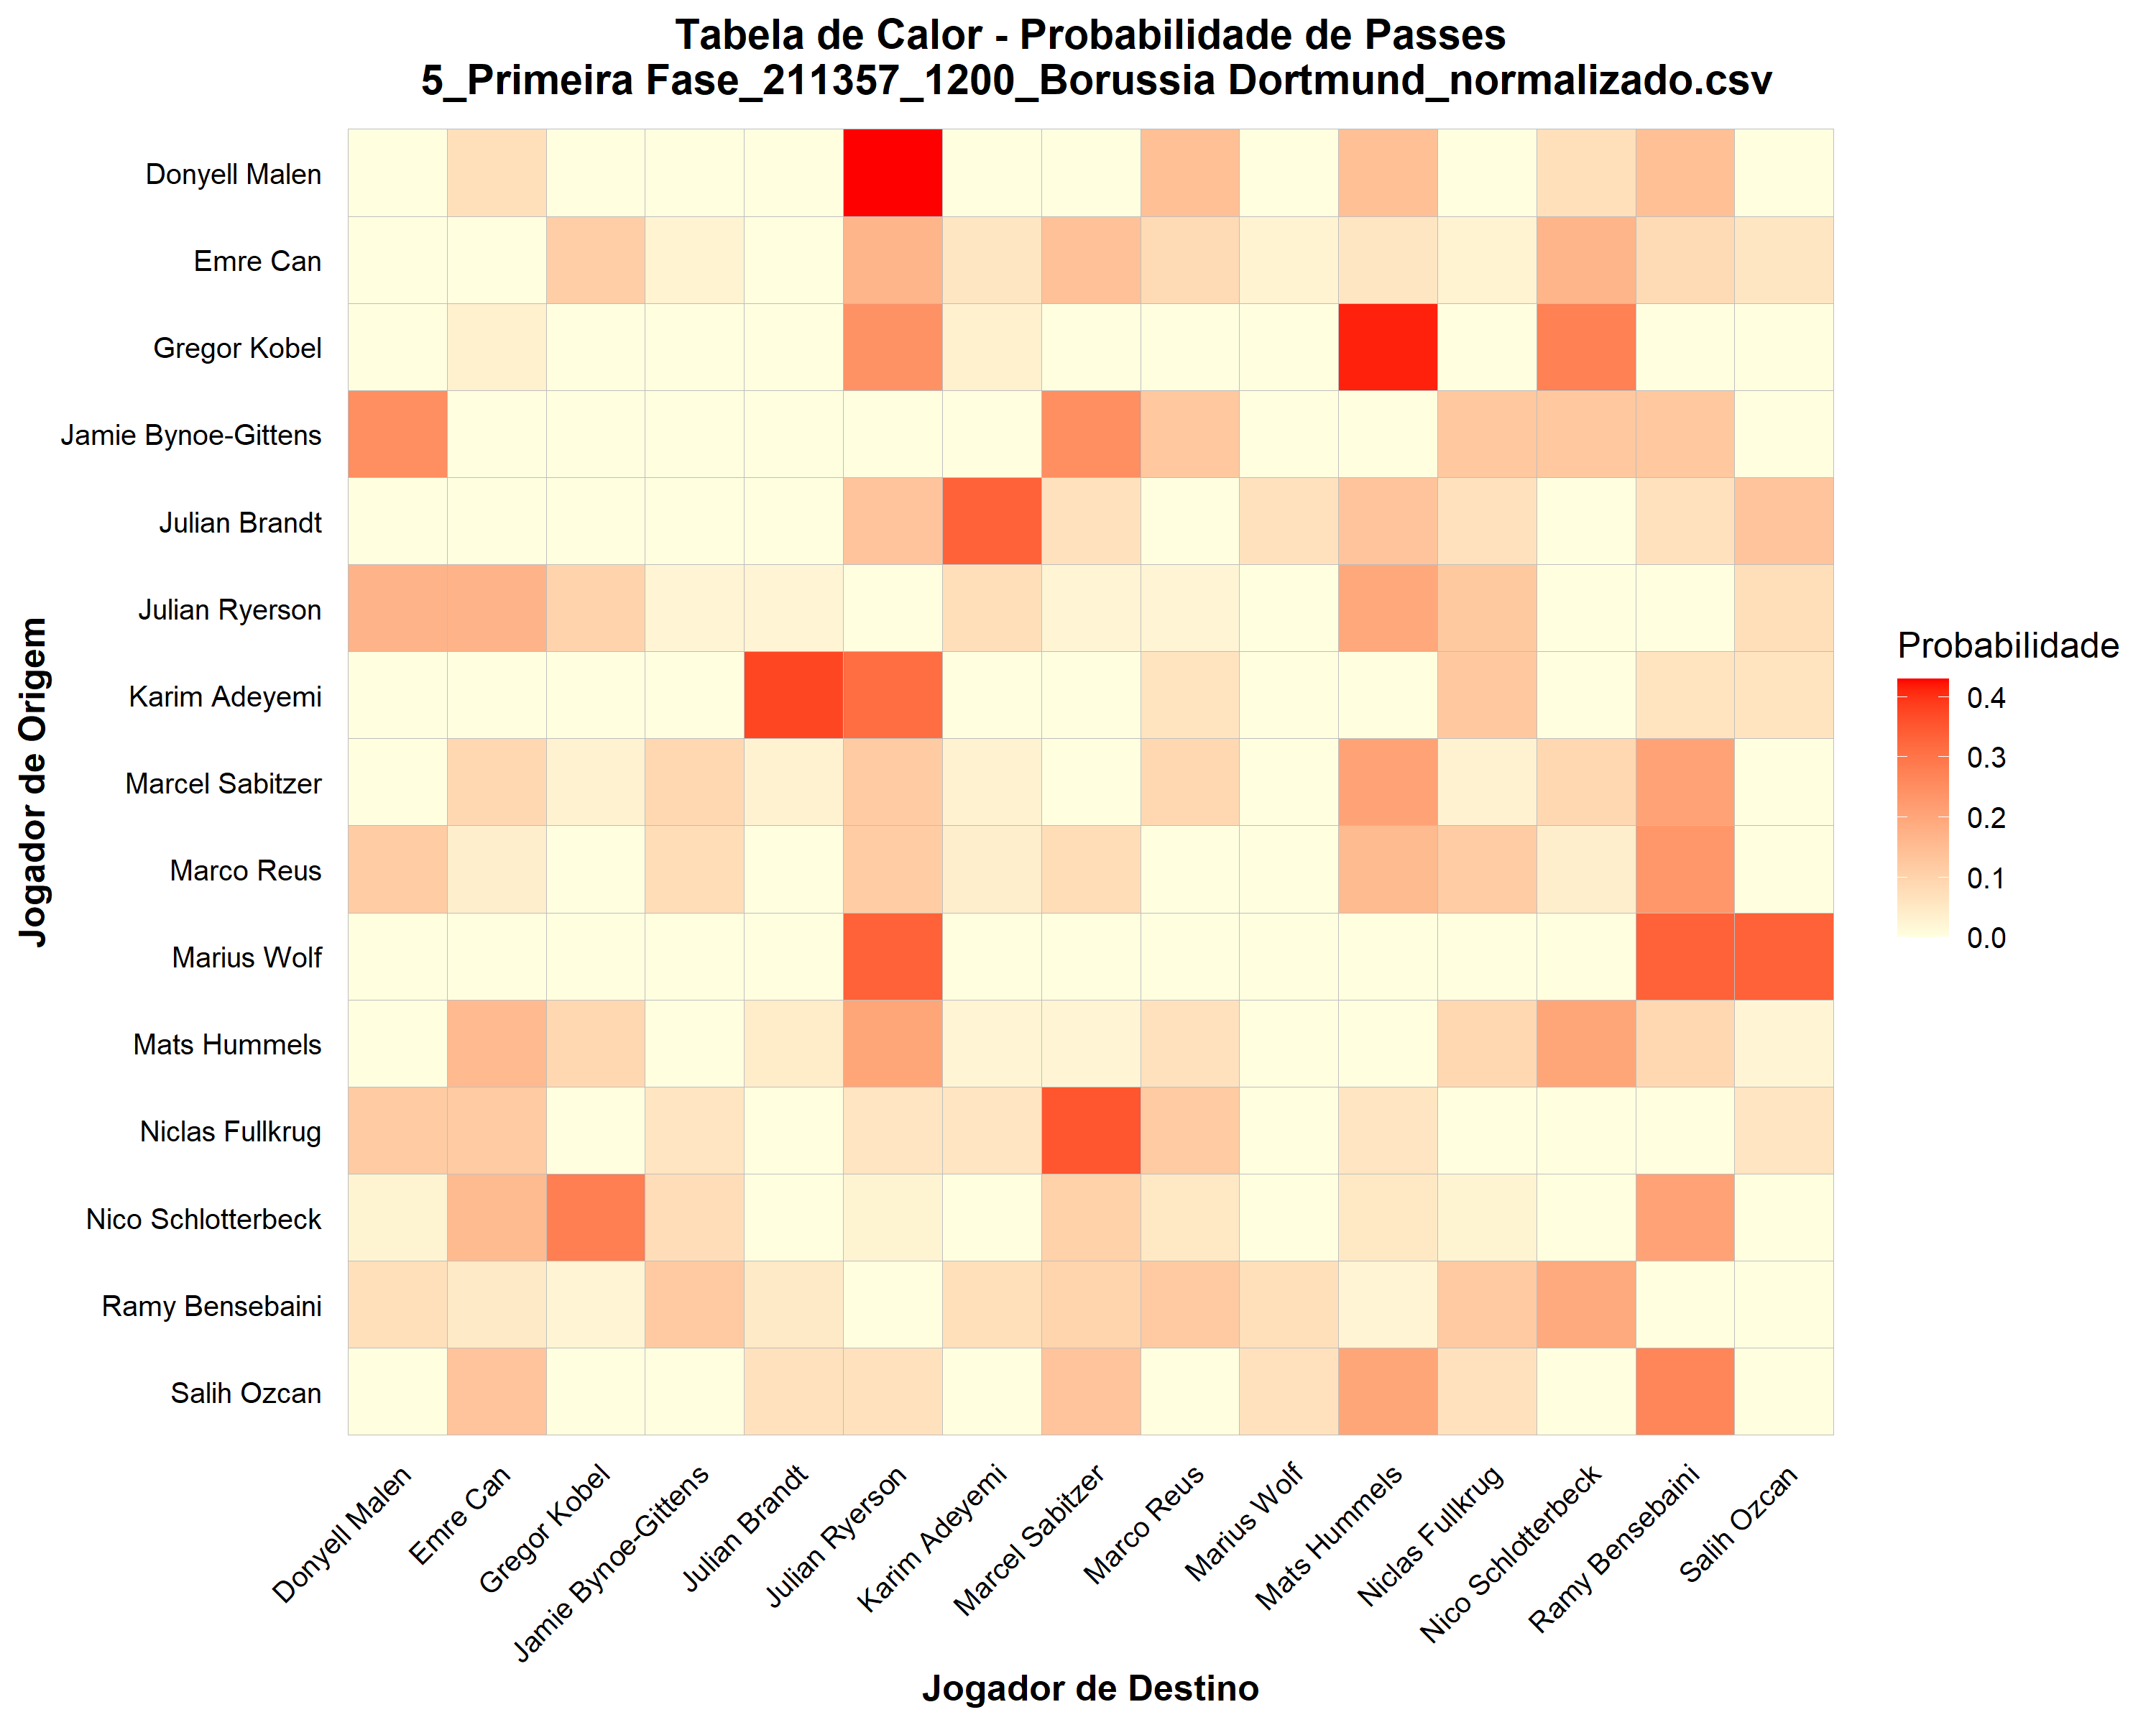 Tabela de Calor - Probabilidade de Passes
5_Primeira Fase_211357_1200_Borussia Dortmund_normalizado.csv
Jogador de Origem
Donyell Malen
Emre Can
Gregor Kobel
Jamie Bynoe-Gittens
Julian Brandt
Julian Ryerson
Karim Adeyemi
Marcel Sabitzer
Marco Reus
Marius Wolf
Mats Hummels
Niclas Fullkrug
Nico Schlotterbeck
Ramy Bensebaini
Salih Ozcan
Donyell Malen
Emre Can
Gregor Kobel
Jamie Bynoe-Gittens
Julian Brandt
Julian Ryerson
Karim Adeyemi
Marcel Sabitzer
Marco Reus
Marius Wolf
Mats Hummels
Niclas Fullkrug
Nico Schlotterbeck
Ramy Bensebaini
Salih Ozcan
Jogador de Destino
Probabilidade
0.4
0.3
0.2
0.1
0.0